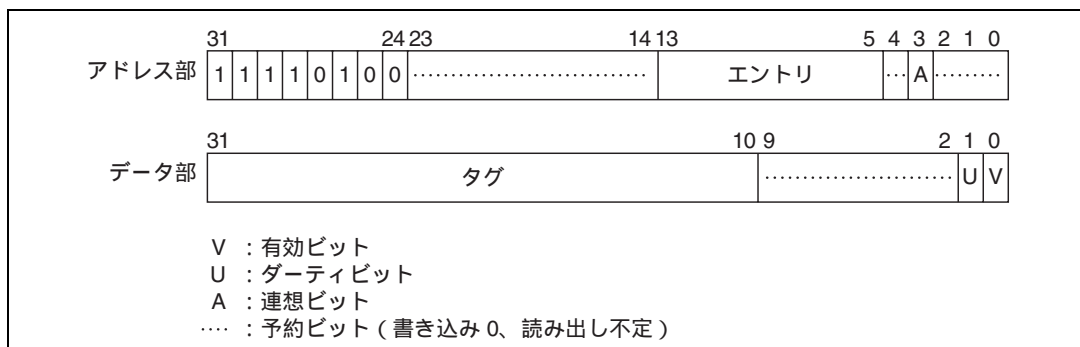 31 24 23 14 13 5 4 3 2 1 0
アドレス部 1 1 1 1 0 1 0 0 ………… エントリ … A ………
31 10 9 2 1 0
データ部 タグ ………… U V
V :有効ビット
U :ダーティビット
A :連想ビット
…. :予約ビット(書き込み 0、読み出し不定)